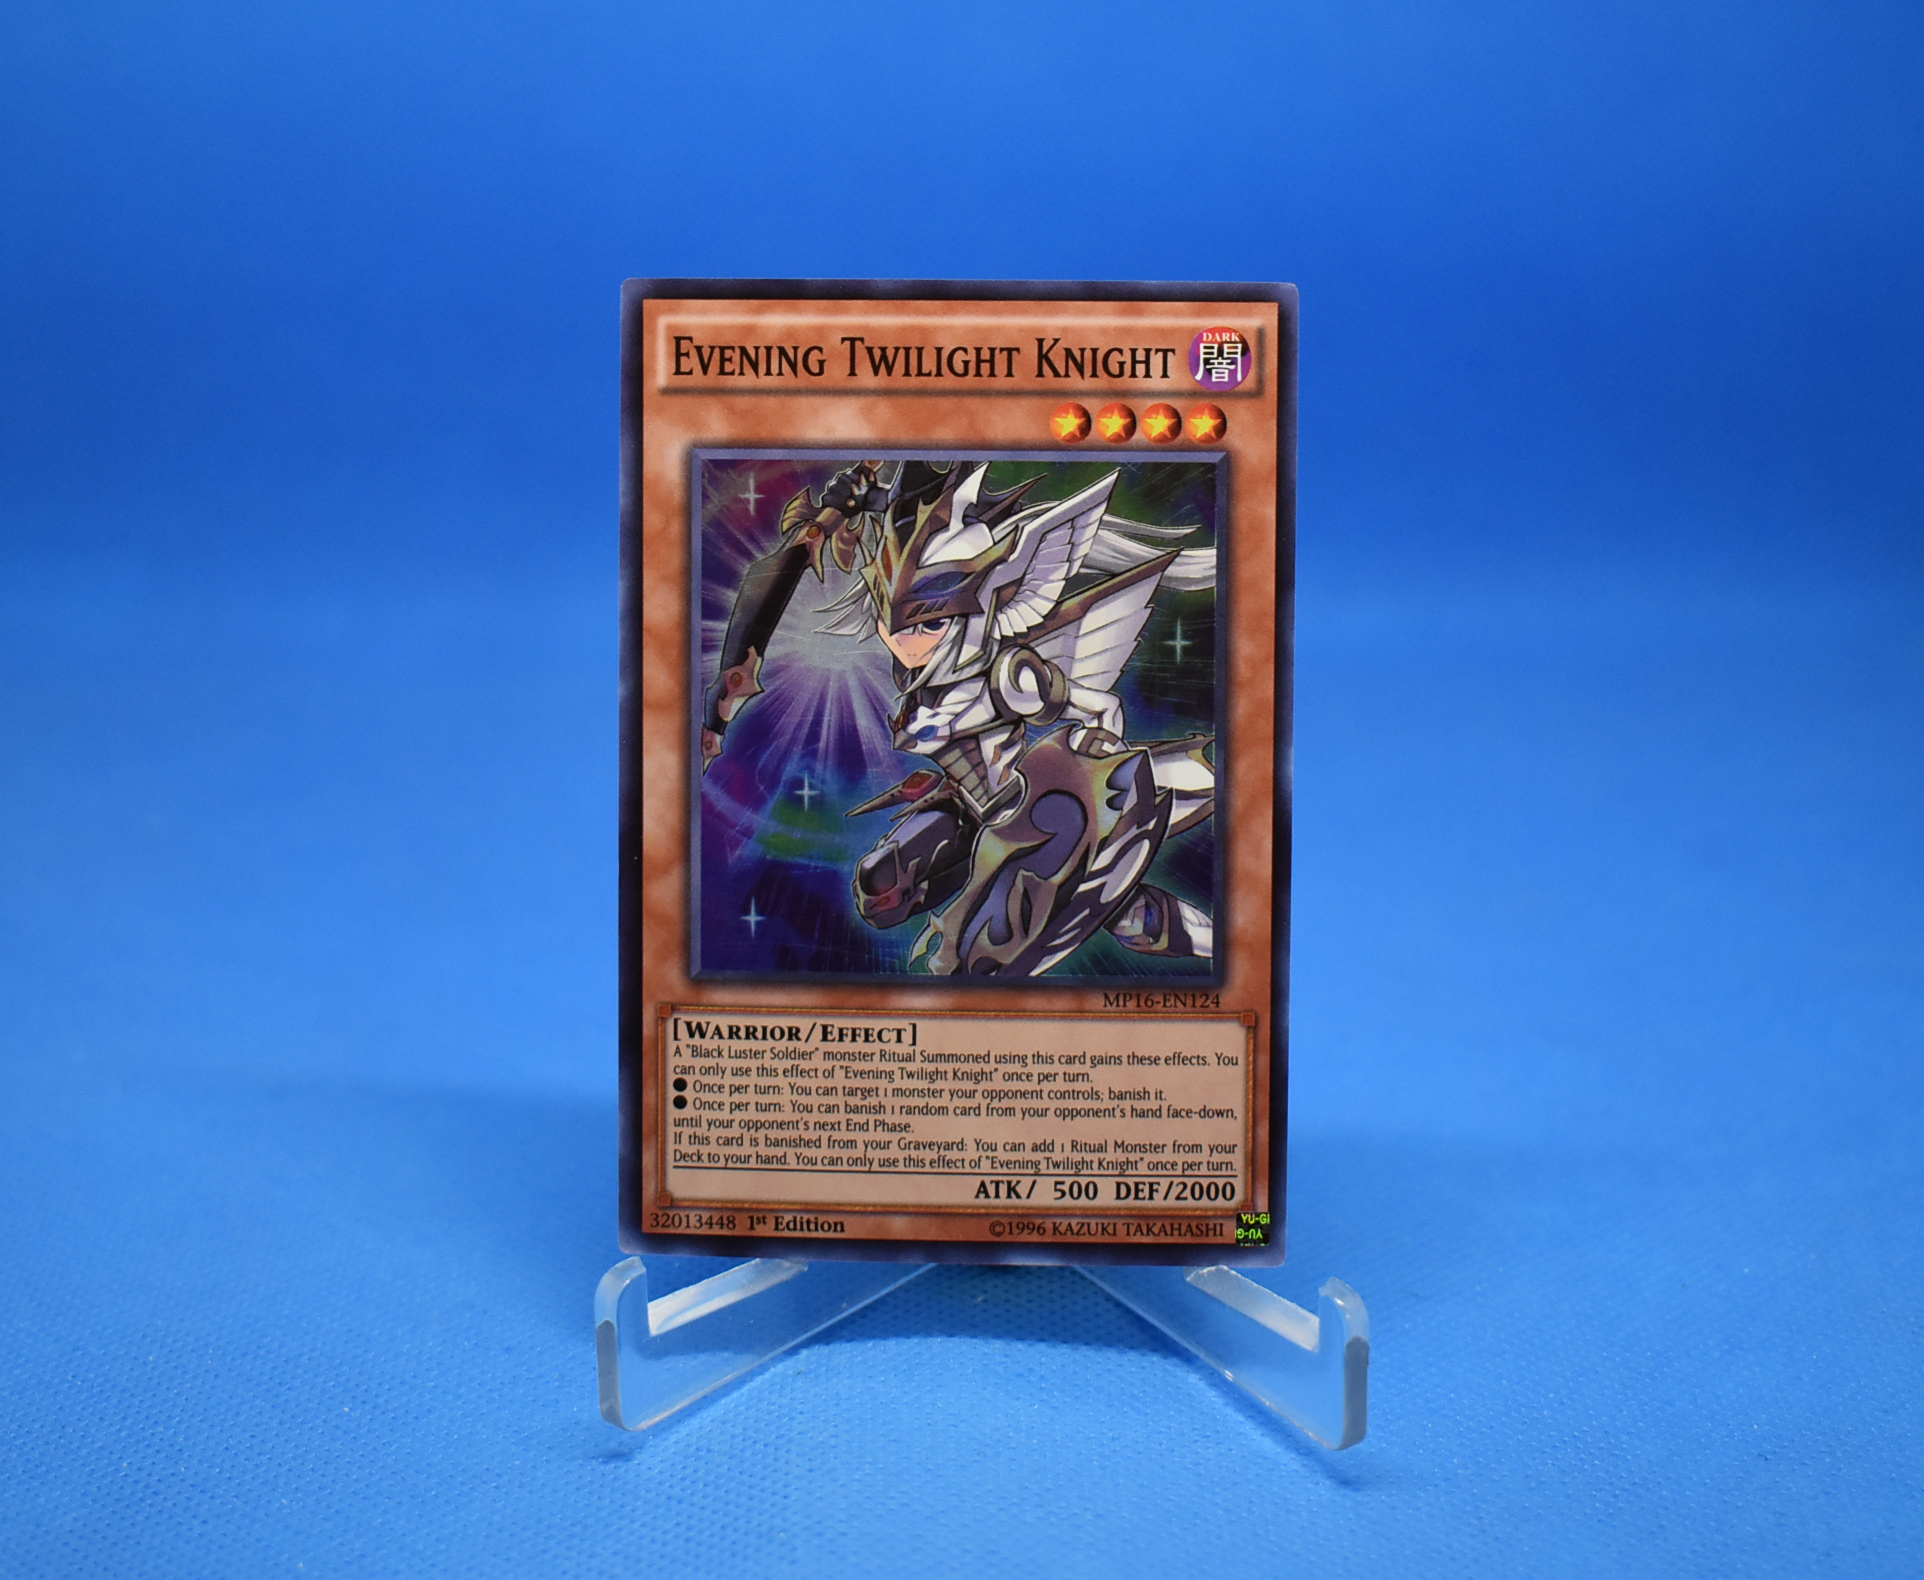 EVENING TWILIGHT KNIGHT
DARK
闇
MP16-EN124
[WARRIOR/EFFECT]
A "Black Luster Soldier" monster Ritual Summoned using this card gains these effects. You
can only use this effect of "Evening Twilight Knight" once per turn.
● Once per turn: You can target 1 monster your opponent controls; banish it.
● Once per turn: You can banish 1 random card from your opponent's hand face-down,
until your opponent's next End Phase.
If this card is banished from your Graveyard: You can add 1 Ritual Monster from your
Deck to your hand. You can only use this effect of "Evening Twilight Knight" once per turn.
ATK/ 500 DEF/2000
32013448 1st Edition ©1996 KAZUKI TAKAHASHI
YU-GI
YU-G